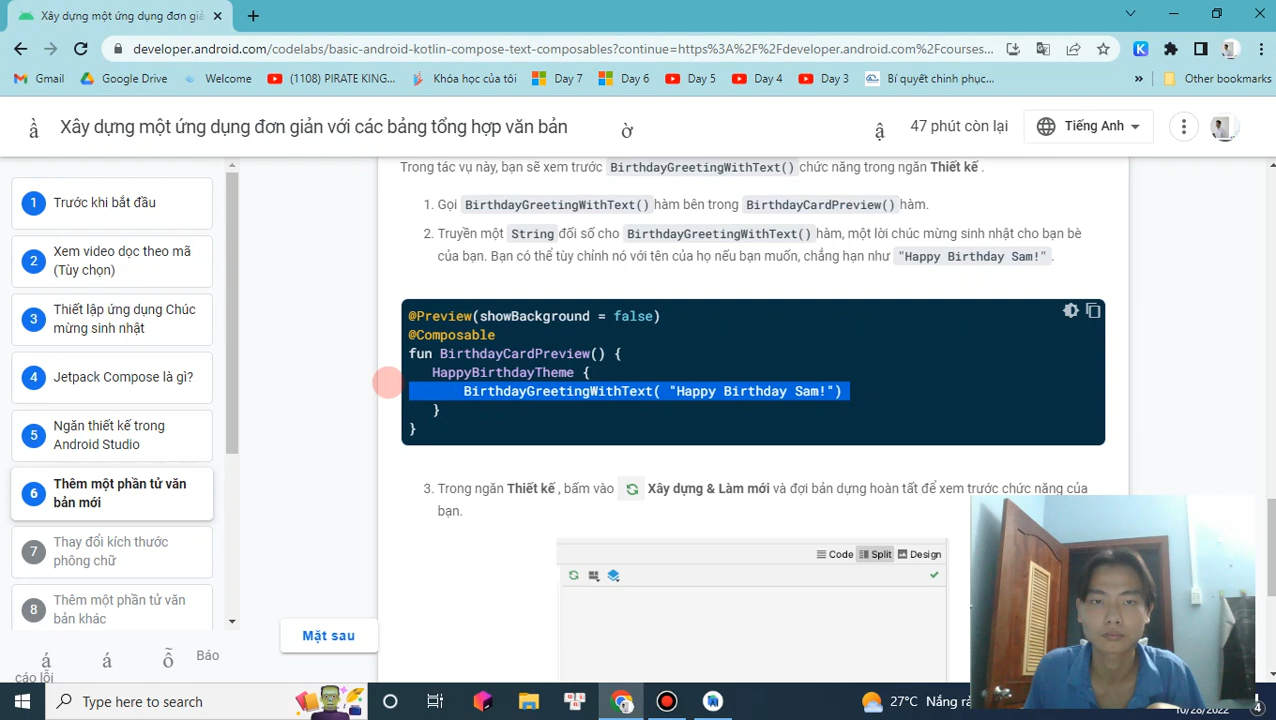 Xây dựng một ứng dụng đơn giản
developer.android.com/codelabs/basic-android-kotlin-compose-text-composables?continue=https%3A%2F%2Fdeveloper.android.com%2Fcourses...
Gmail Google Drive Welcome (1108) PIRATE KING... Khóa học của tôi Day 7 Day 6 Day 5 Day 4 Day 3 Bí quyết chinh phục... » Other bookmarks
Xây dựng một ứng dụng đơn giản với các bảng tổng hợp văn bản
47 phút còn lại
Tiếng Anh
Trong tác vụ này, bạn sẽ xem trước BirthdayGreetingWithText() chức năng trong ngăn Thiết kế .
1. Gọi BirthdayGreetingWithText() hàm bên trong BirthdayCardPreview() hàm.
2. Truyền một String đối số cho BirthdayGreetingWithText() hàm, một lời chúc mừng sinh nhật cho bạn bè
của bạn. Bạn có thể tùy chỉnh nó với tên của họ nếu bạn muốn, chẳng hạn như "Happy Birthday Sam!" .
@Preview(showBackground = false)
@Composable
fun BirthdayCardPreview() {
HappyBirthdayTheme {
BirthdayGreetingWithText( "Happy Birthday Sam!")
}
}
3. Trong ngăn Thiết kế , bấm vào Xây dựng & Làm mới và đợi bản dựng hoàn tất để xem trước chức năng của
bạn.
Code Split Design
1 Trước khi bắt đầu
2 Xem video đọc theo mã
(Tùy chọn)
3 Thiết lập ứng dụng Chúc
mừng sinh nhật
4 Jetpack Compose là gì?
5 Ngăn thiết kế trong
Android Studio
6 Thêm một phần tử văn
bản mới
7 Thay đổi kích thước
phông chữ
8 Thêm một phần tử văn
bản khác
Mặt sau
Báo
cáo lỗi
Type here to search
27°C Nắng rả
10/28/2022
4